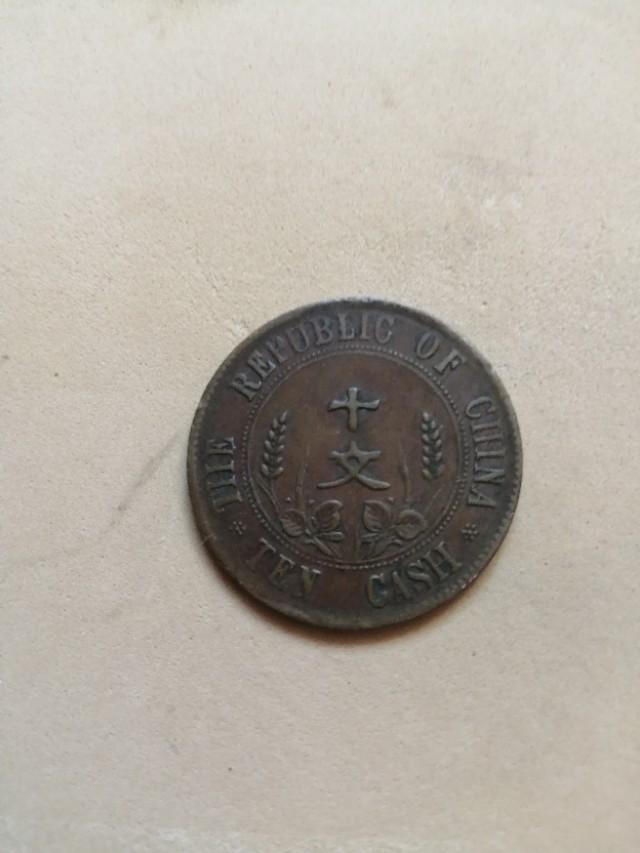 THE REPUBLIC OF CHINA
十
文
TEN CASH